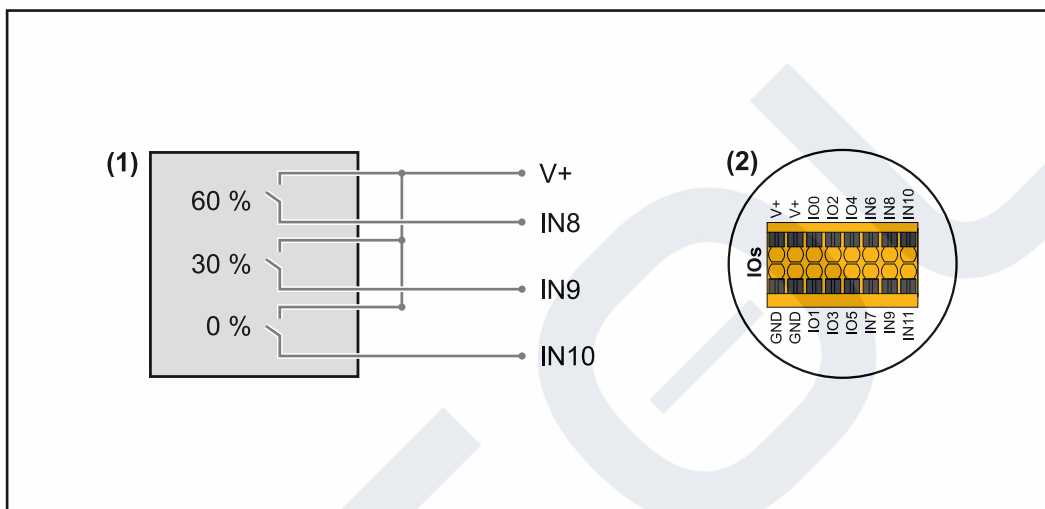 (1)
60 %
30 %
0 %
V+
IN8
IN9
IN10
(2)
V+ V+ IO0 IO2 IO4 IN6 IN8 IN10
IOs
GND GND IO1 IO3 IO5 IN7 IN9 IN11